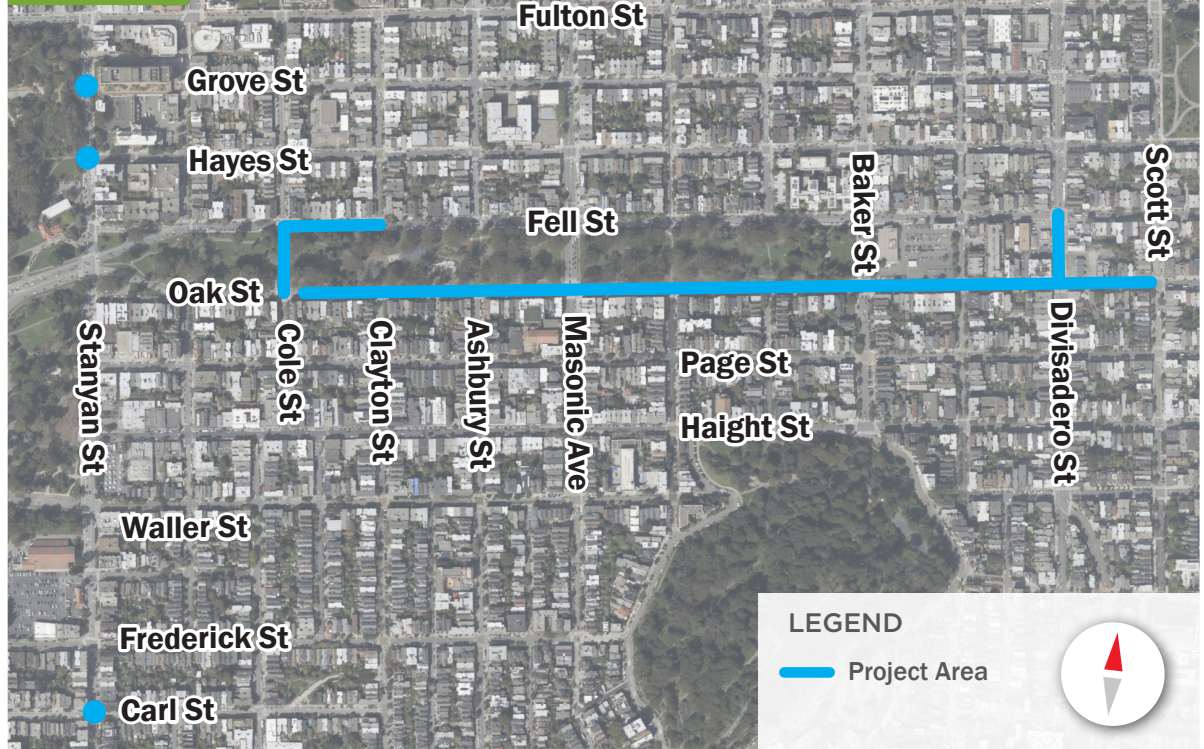 Fulton St
Grove St
Hayes St
Baker St
Scott St
Fell St
Oak St
Stanyan St
Cole St
Clayton St
Ashbury St
Masonic Ave
Divisadero St
Page St
Haight St
Waller St
Frederick St
Carl St
LEGEND
Project Area